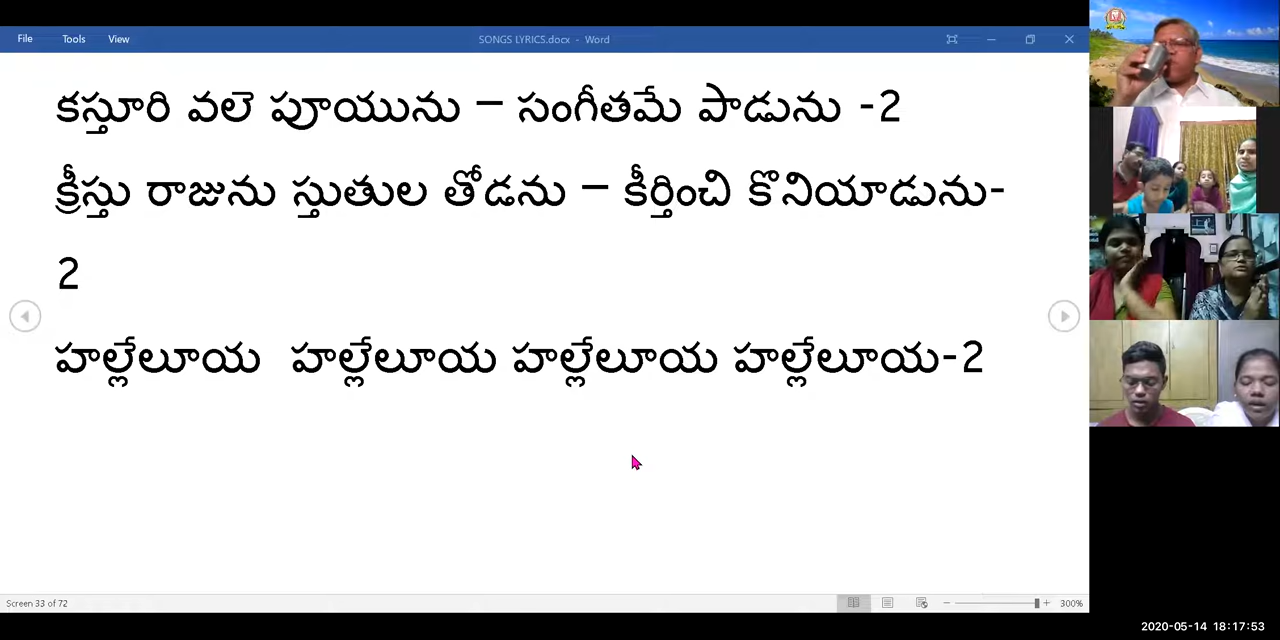 File Tools View SONGS LYRICS.docx - Word
కస్తూరి వలె పూయును – సంగీతమే పాడును -2
క్రీస్తు రాజును స్తుతుల తోడను – కీర్తించి కొనియాడును-
2
హల్లేలూయ హల్లేలూయ హల్లేలూయ హల్లేలూయ-2
Screen 33 of 72 300%
2020-05-14 18:17:53